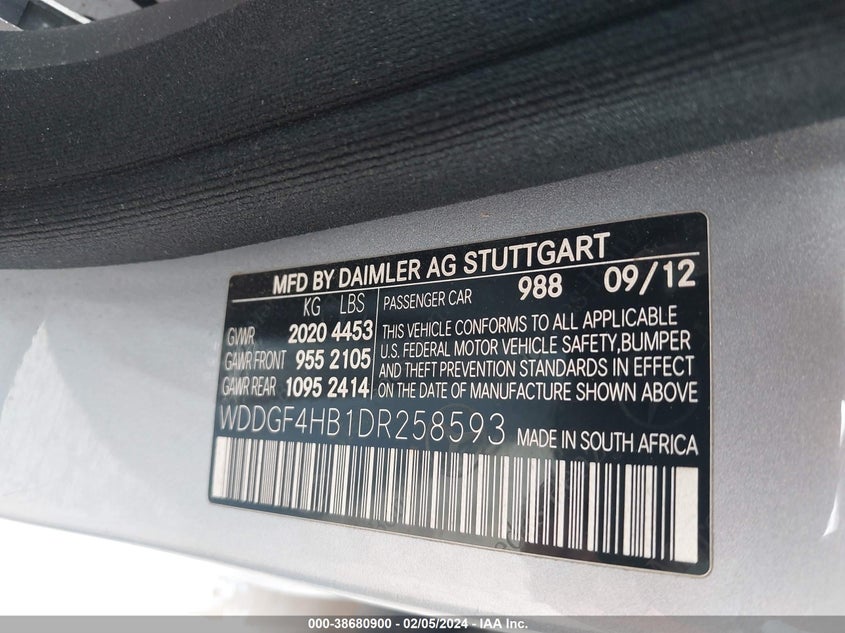 MFD BY DAIMLER AG STUTTGART
KG LBS PASSENGER CAR 988 09/12
GVWR 2020 4453 THIS VEHICLE CONFORMS TO ALL APPLICABLE
GAWR FRONT 955 2105 U.S. FEDERAL MOTOR VEHICLE SAFETY,BUMPER
AND THEFT PREVENTION STANDARDS IN EFFECT
GAWR REAR 1095 2414 ON THE DATE OF MANUFACTURE SHOWN ABOVE
WDDGF4HB1DR258593 MADE IN SOUTH AFRICA
000-38680900 - 02/05/2024 - IAA Inc.